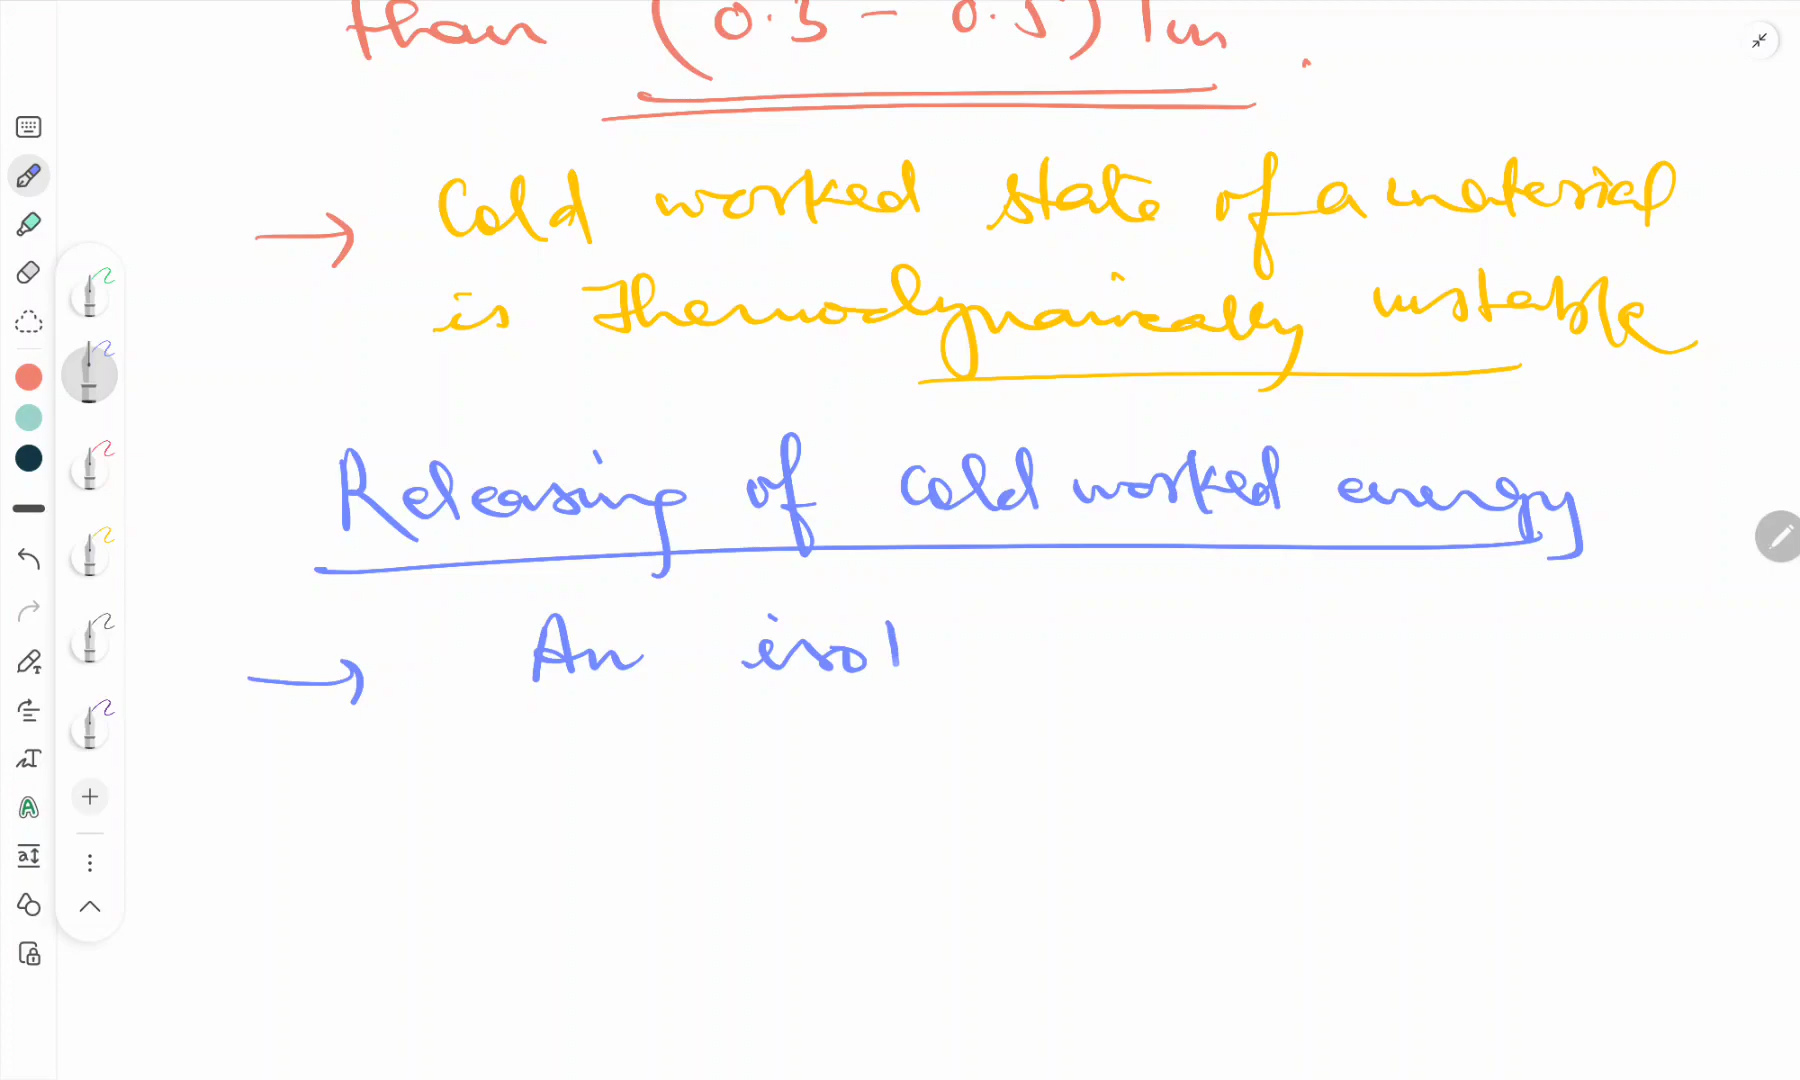 than (0.3 - 0.5) Tm.
→ Cold worked state of a material
is Thermodynamically unstable
Releasing of cold worked energy
→ An isol